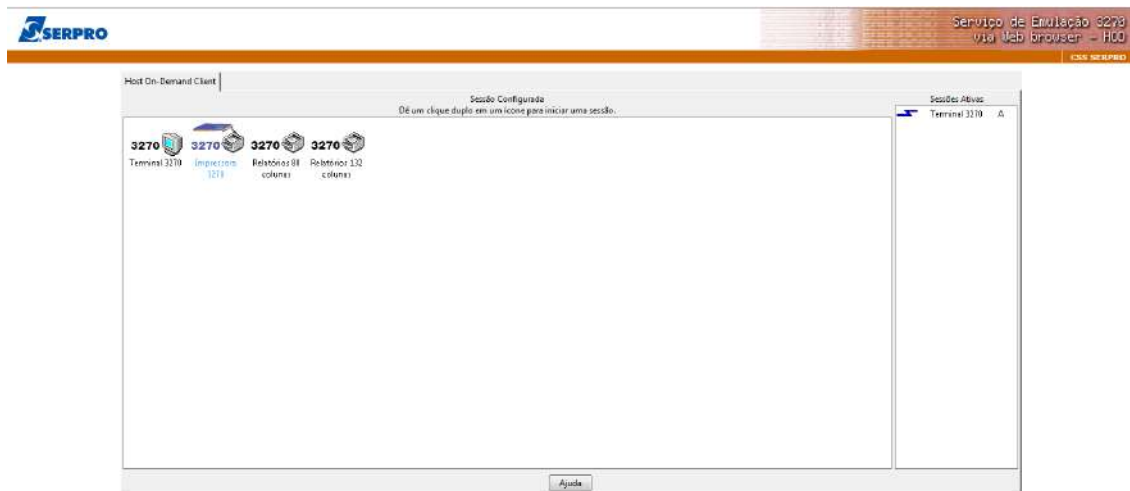 SERPRO
Serviço de Emulação 3270
via Web browser - HOD
CSS SERPRO
Host On-Demand Client
Sessão Configurada
Dê um clique duplo em um ícone para iniciar uma sessão.
Sessões Ativas
Terminal 3270 A
3270 3270 3270 3270
Terminal 3270 Impressora Relatórios 80 Relatórios 132
3270 colunas colunas
Ajuda